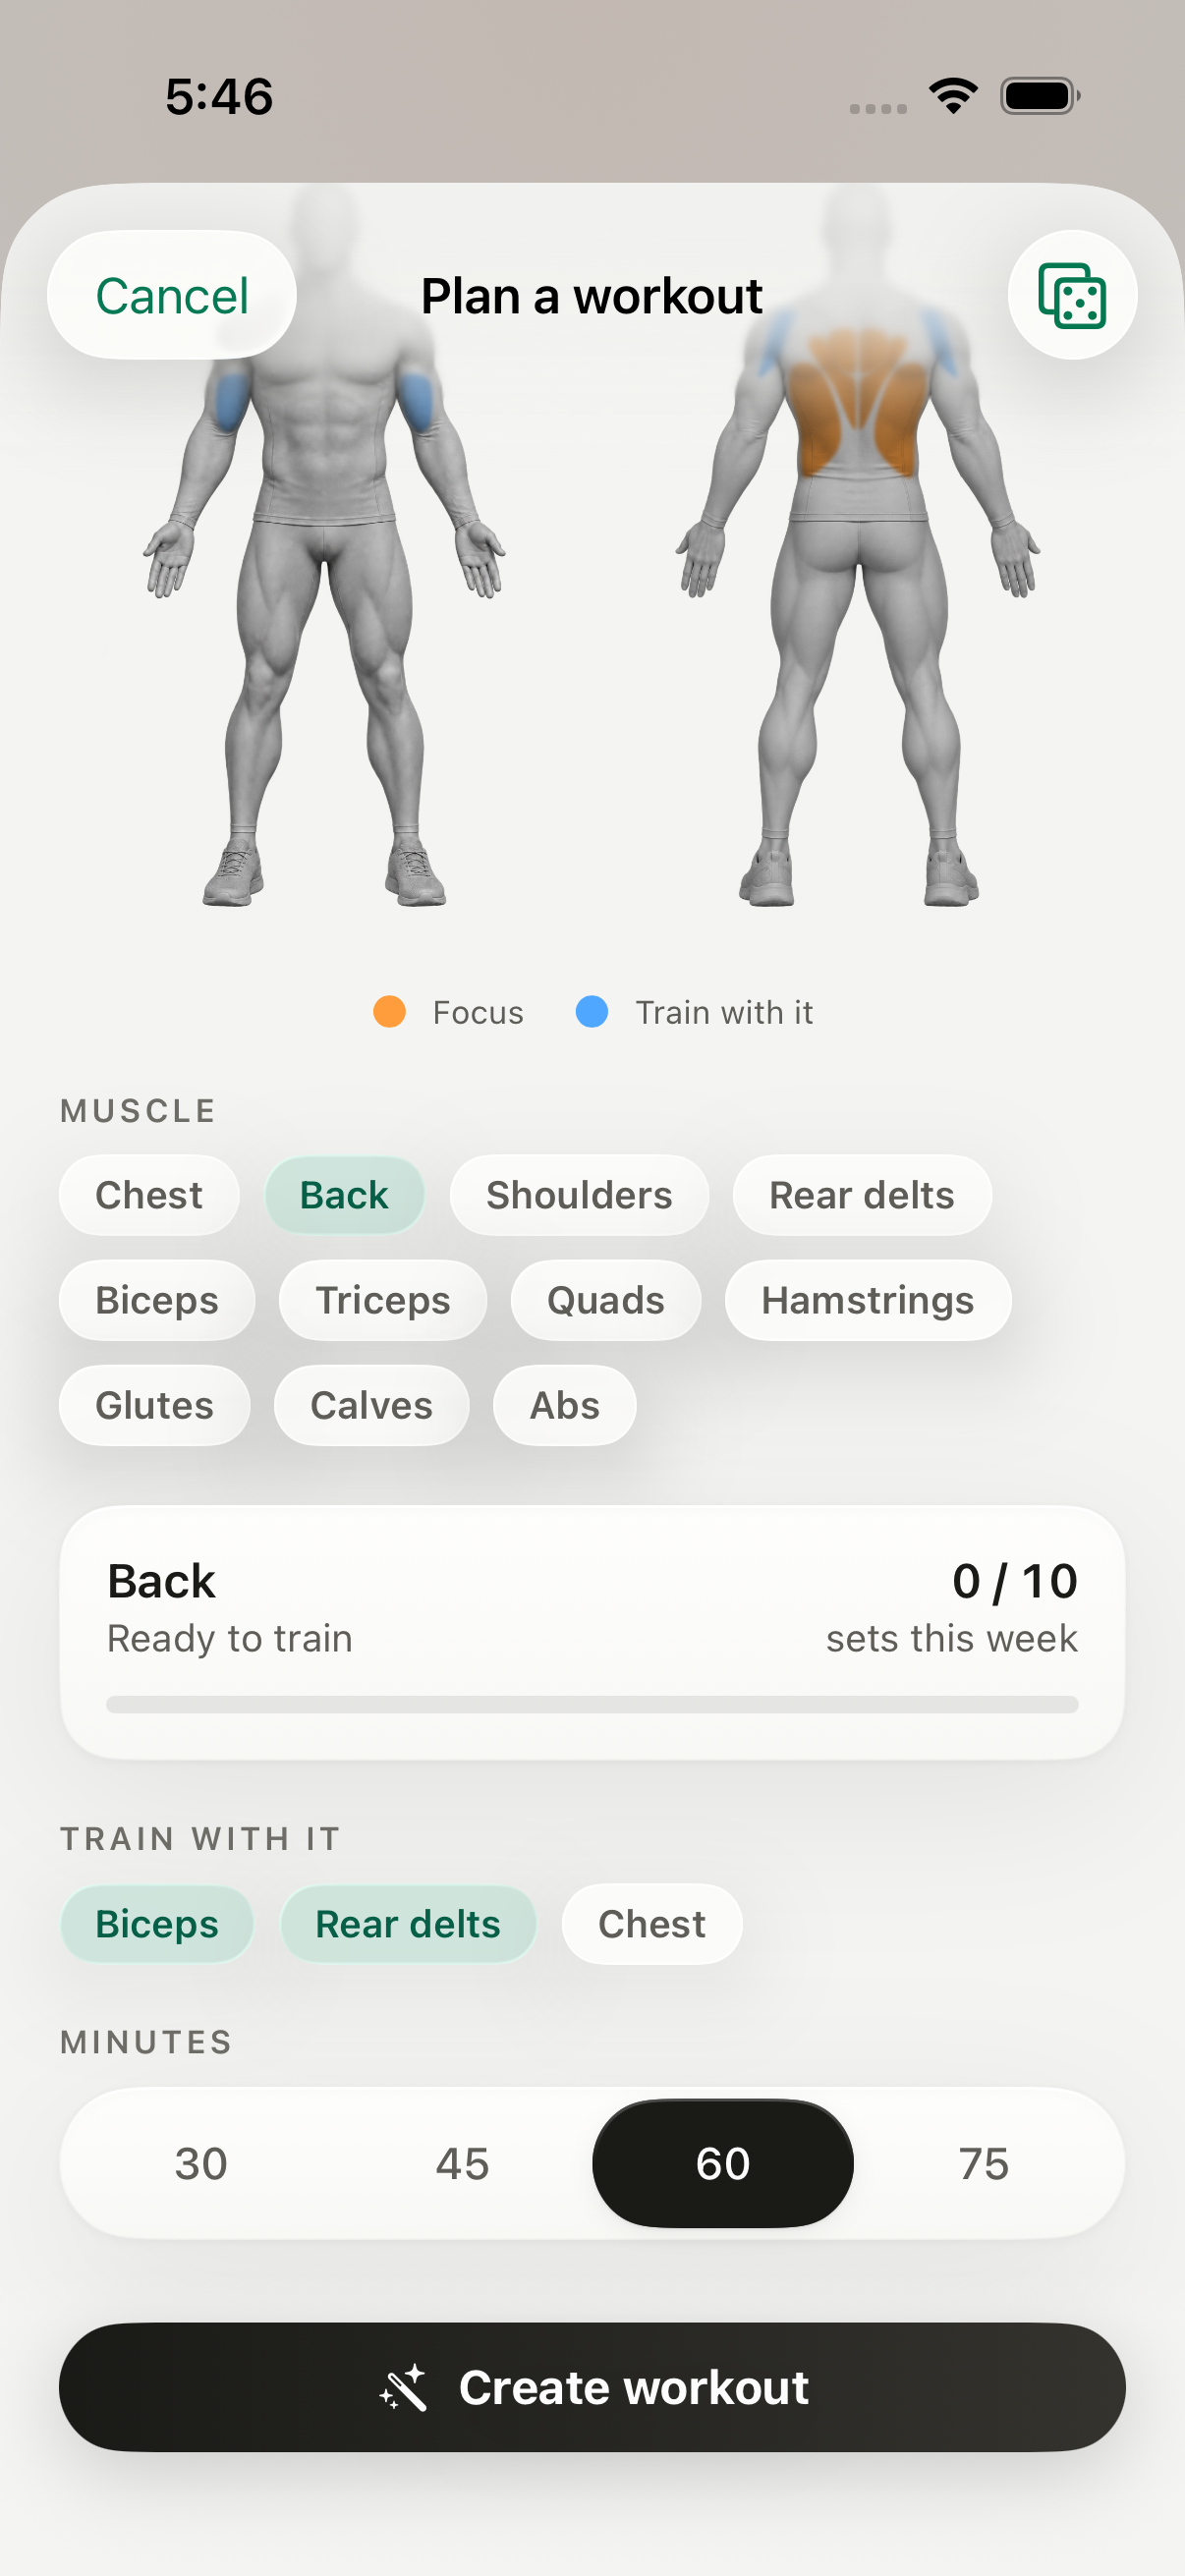 5:46
Cancel
Plan a workout
Focus
Train with it
MUSCLE
Chest
Back
Shoulders
Rear delts
Biceps
Triceps
Quads
Hamstrings
Glutes
Calves
Abs
Back
0 / 10
Ready to train
sets this week
TRAIN WITH IT
Biceps
Rear delts
Chest
MINUTES
30
45
60
75
Create workout